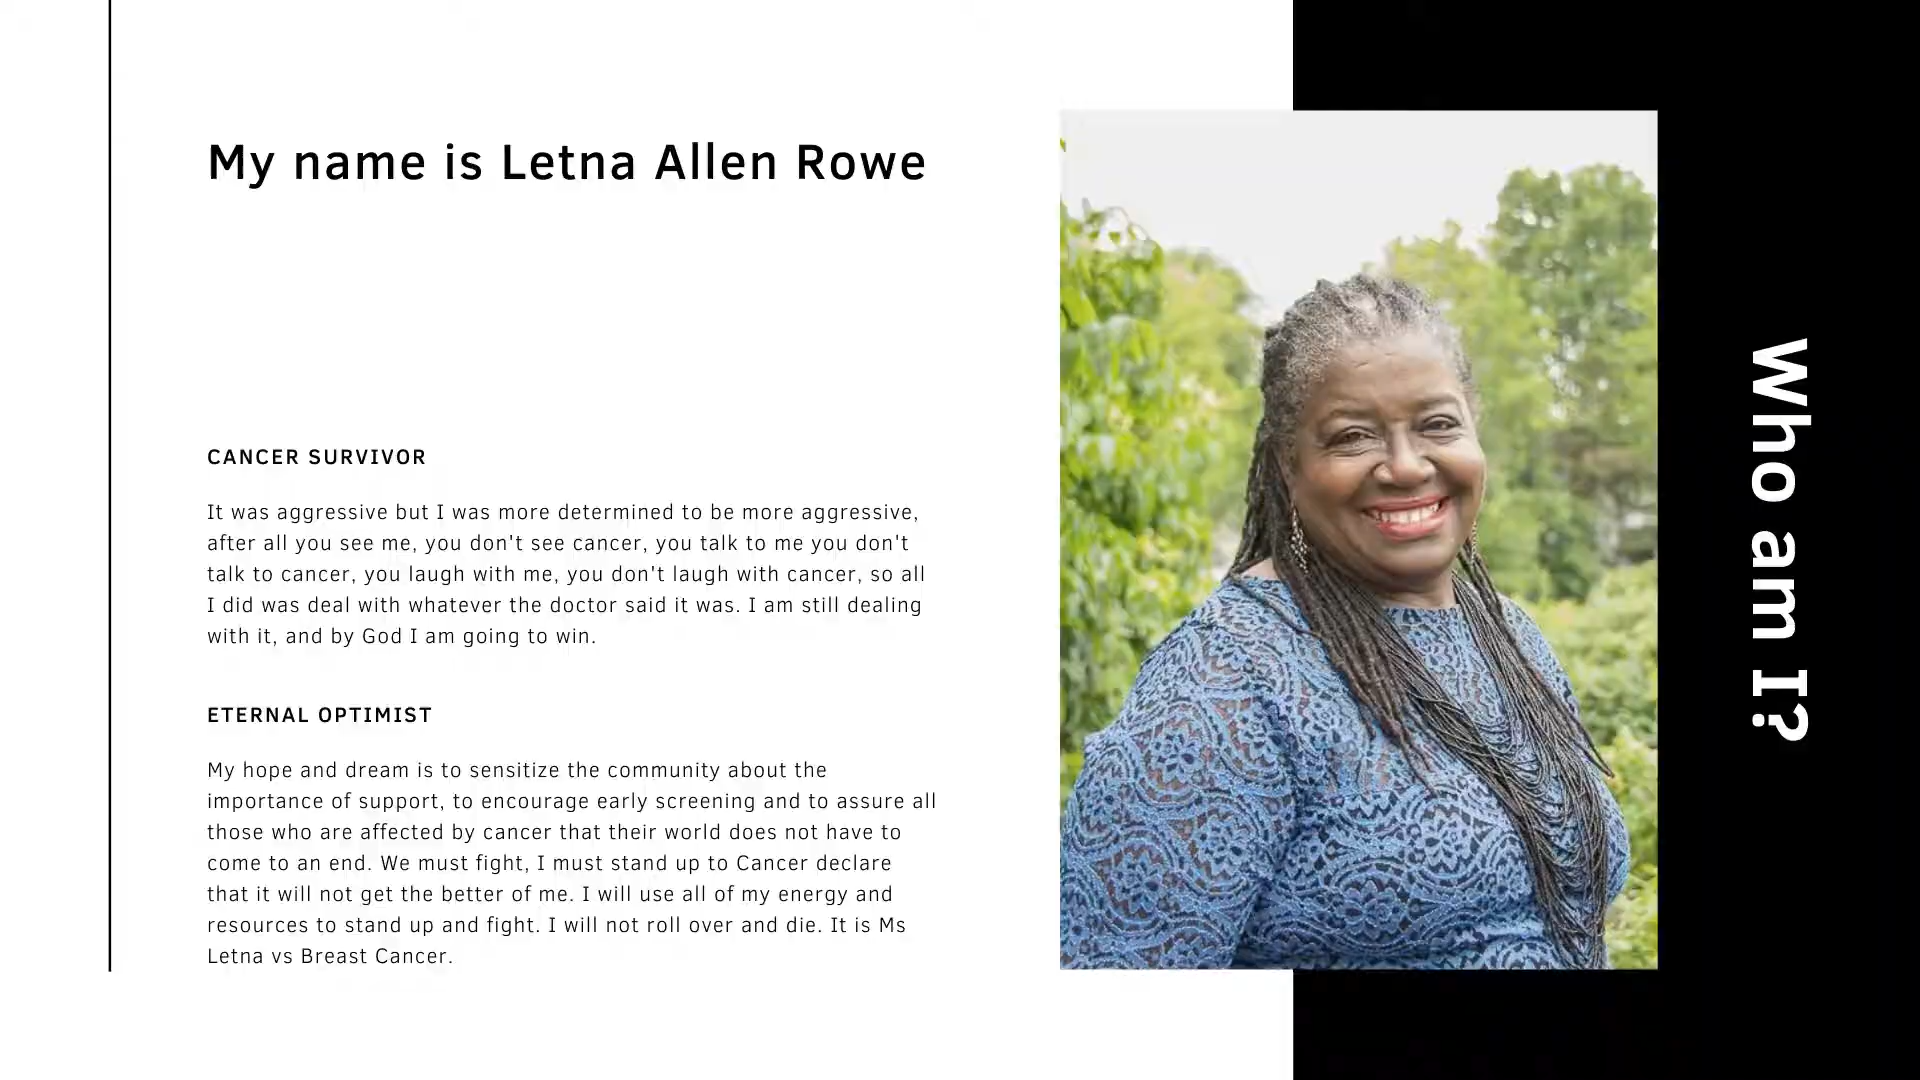 My name is Letna Allen Rowe
CANCER SURVIVOR
It was aggressive but I was more determined to be more aggressive,
after all you see me, you don't see cancer, you talk to me you don't
talk to cancer, you laugh with me, you don't laugh with cancer, so all
I did was deal with whatever the doctor said it was. I am still dealing
with it, and by God I am going to win.
ETERNAL OPTIMIST
My hope and dream is to sensitize the community about the
importance of support, to encourage early screening and to assure all
those who are affected by cancer that their world does not have to
come to an end. We must fight, I must stand up to Cancer declare
that it will not get the better of me. I will use all of my energy and
resources to stand up and fight. I will not roll over and die. It is Ms
Letna vs Breast Cancer.
Who am I?